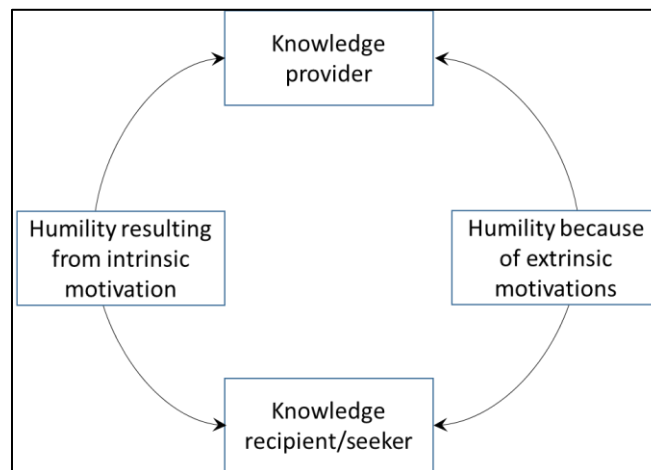 Knowledge
provider
Humility resulting
from intrinsic
motivation
Humility because
of extrinsic
motivations
Knowledge
recipient/seeker